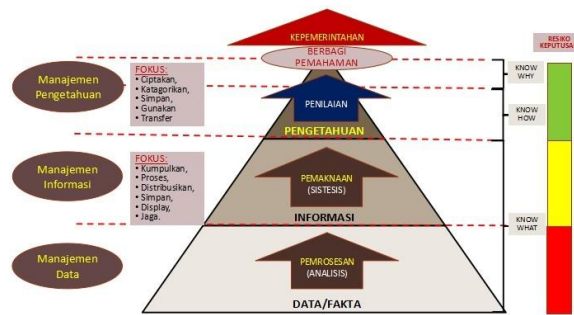 KEPEMERINTAHAN
BERBAGI
PEMAHAMAN
RESIKO
KEPUTUSA
Manajemen
Pengetahuan
FOKUS:
• Ciptakan,
• Katagorikan,
• Simpan,
• Gunakan
• Transfer
PENILAIAN
PENGETAHUAN
KNOW
WHY
KNOW
HOW
Manajemen
Informasi
FOKUS:
• Kumpulkan,
• Proses,
• Distribusikan,
• Simpan,
• Display,
• Jaga.
PEMAKNAAN
(SISTESIS)
INFORMASI
KNOW
WHAT
Manajemen
Data
PEMROSESAN
(ANALISIS)
DATA/FAKTA